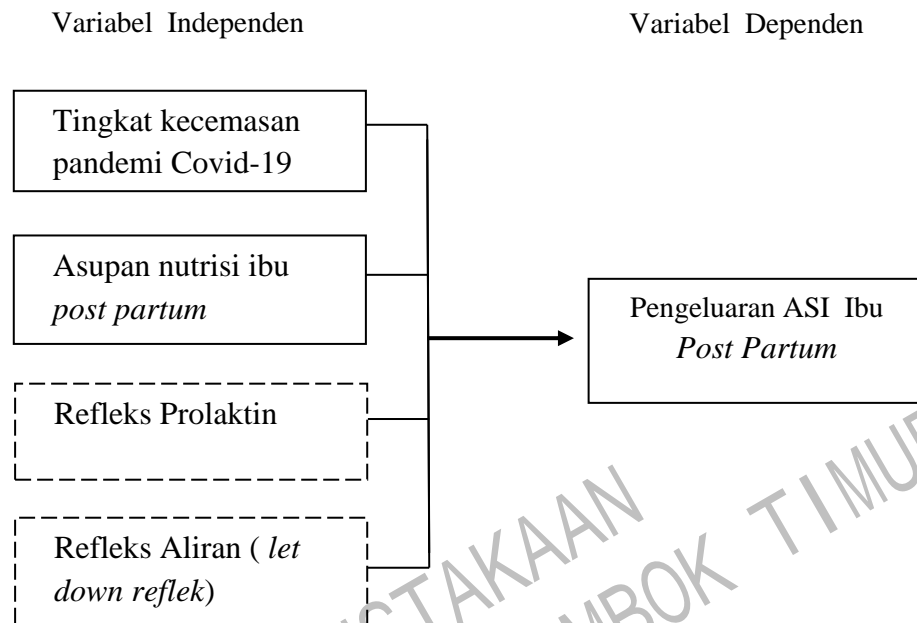 Variabel Independen
Variabel Dependen
Tingkat kecemasan
pandemi Covid-19
Asupan nutrisi ibu
post partum
Refleks Prolaktin
Refleks Aliran ( let
down reflek)
Pengeluaran ASI Ibu
Post Partum